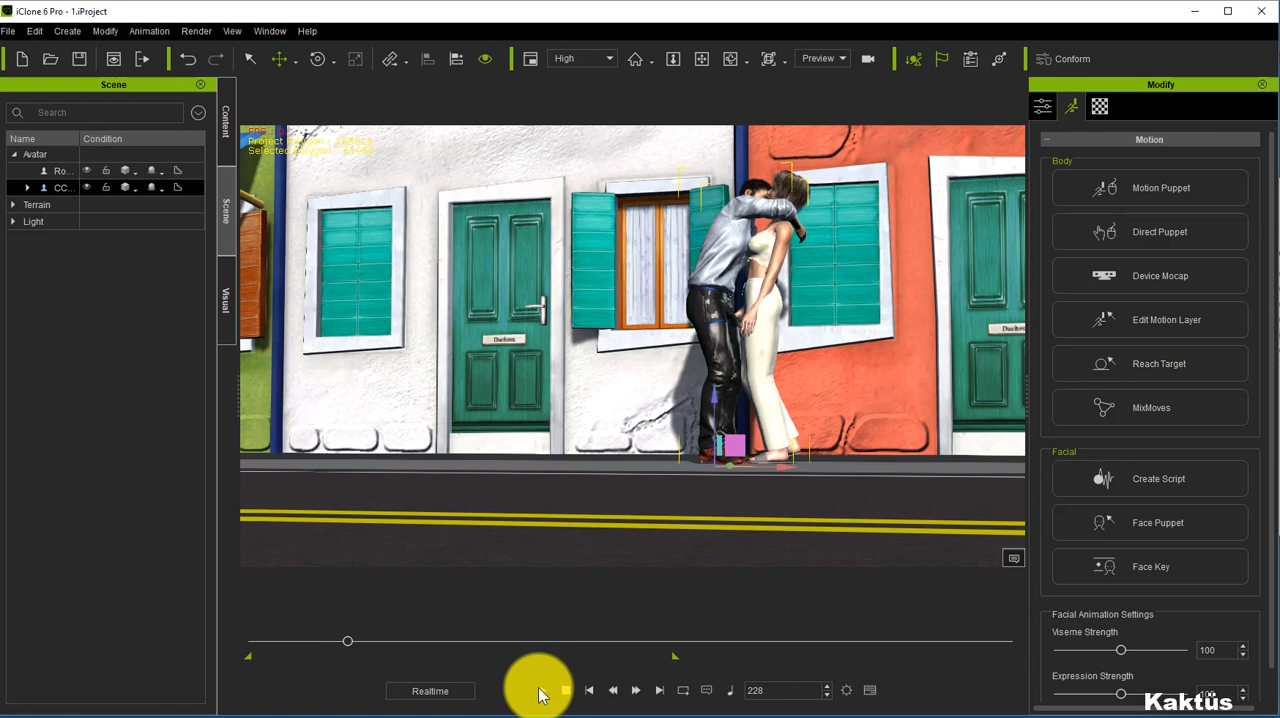 iClone 6 Pro - 1.iProject
File Edit Create Modify Animation Render View Window Help
High
Preview
Conform
Scene
Search
Name Condition
Avatar
Ro...
CC...
Terrain
Light
Content
Scene
Visual
Duchess
Duchess
Modify
Motion
Body
Motion Puppet
Direct Puppet
Device Mocap
Edit Motion Layer
Reach Target
MixMoves
Facial
Create Script
Face Puppet
Face Key
Facial Animation Settings
Viseme Strength
100
Expression Strength
Realtime
228
Kaktüs